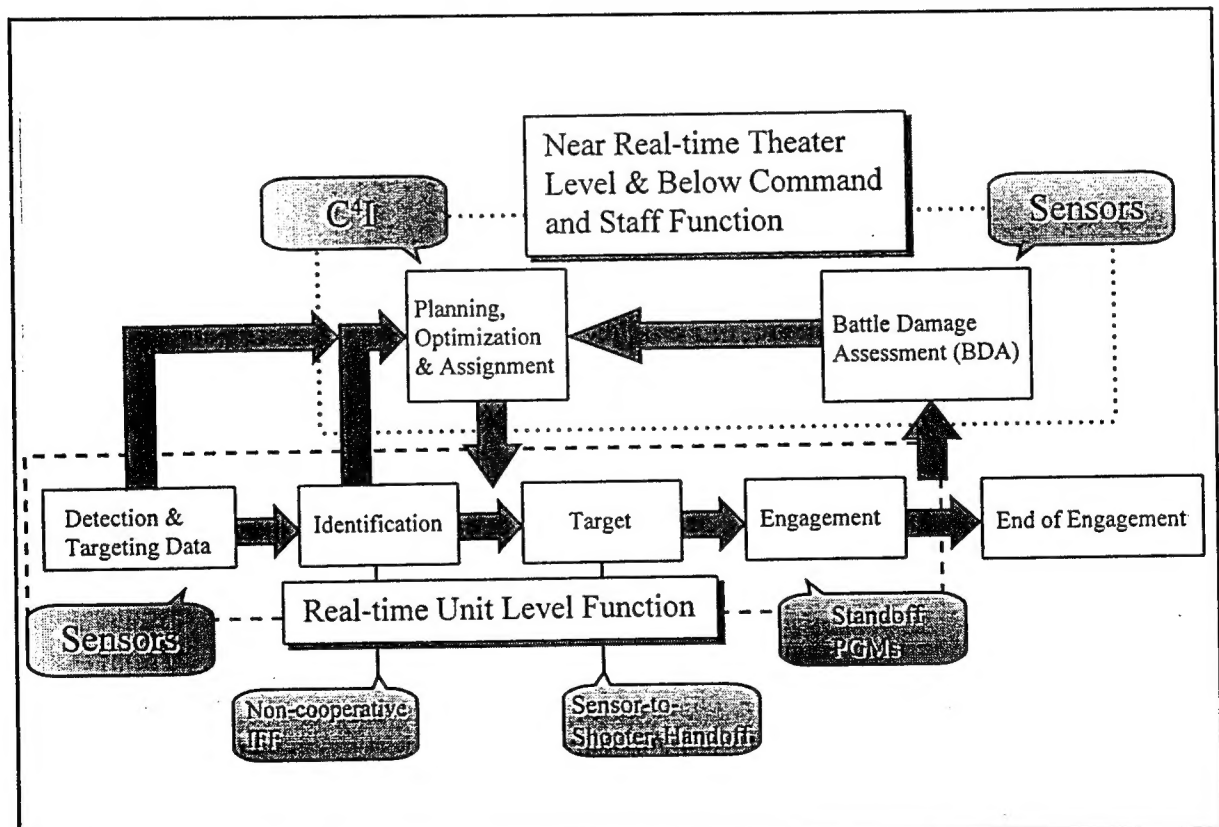 Near Real-time Theater
Level & Below Command
and Staff Function
C⁴I
Sensors
Planning,
Optimization
& Assignment
Battle Damage
Assessment (BDA)
Detection &
Targeting Data
Identification
Target
Engagement
End of Engagement
Real-time Unit Level Function
Sensors
Standoff
PGMs
Non-cooperative
IFF
Sensor-to-
Shooter Handoff